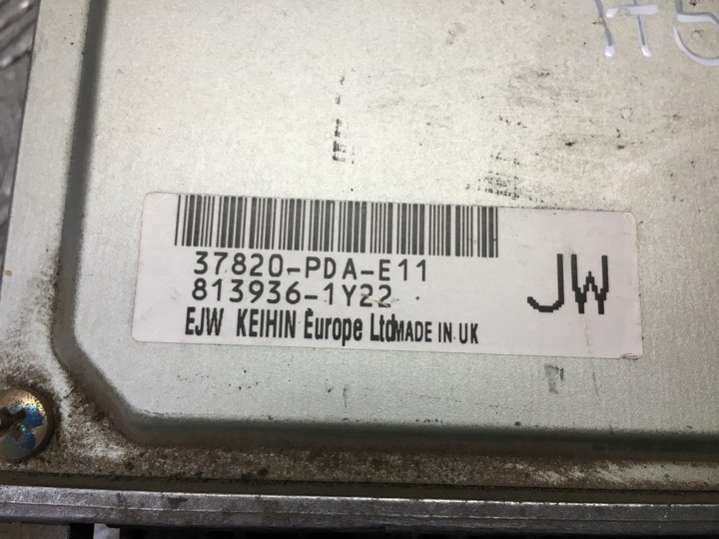 37820-PDA-E11
813936-1Y22
EJW KEIHIN Europe Ltd MADE IN UK
JW